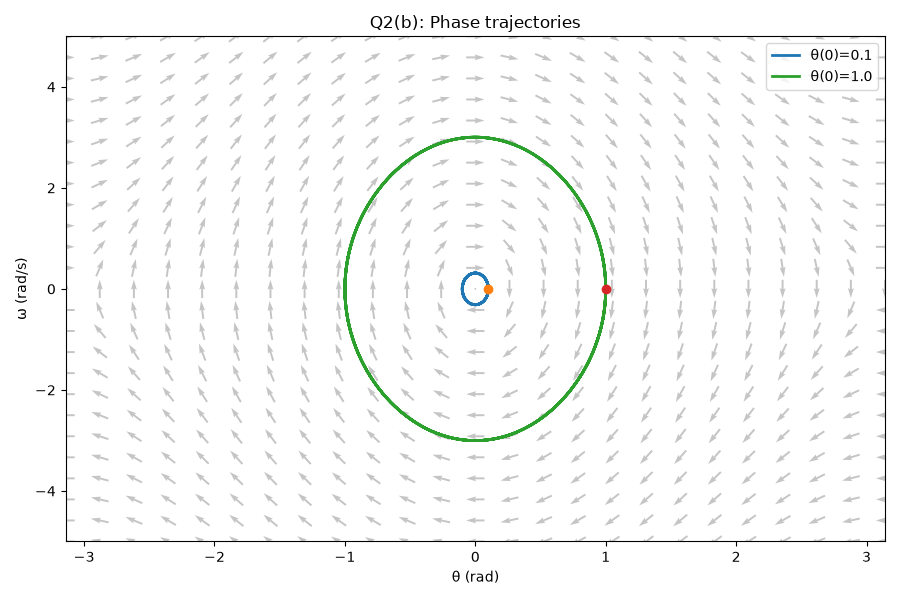 Q2(b): Phase trajectories
θ(0)=0.1
θ(0)=1.0
4
2
0
−2
−4
ω (rad/s)
−3 −2 −1 0 1 2 3
θ (rad)